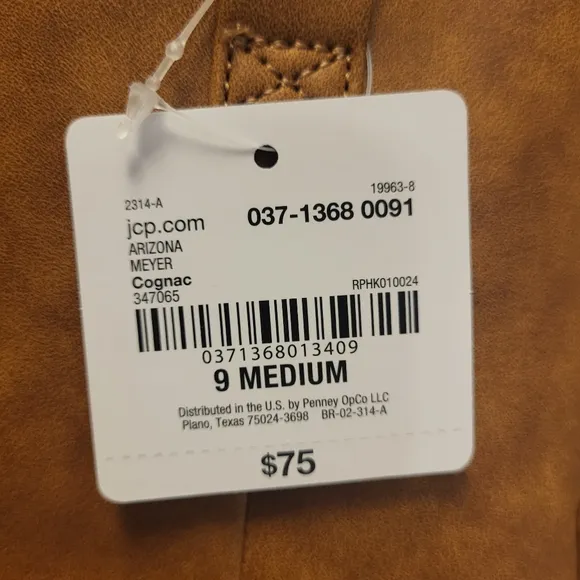 2314-A
19963-8
jcp.com
037-1368 0091
ARIZONA
MEYER
Cognac
347065
RPHK010024
0371368013409
9 MEDIUM
Distributed in the U.S. by Penney OpCo LLC
Plano, Texas 75024-3698 BR-02-314-A
$75